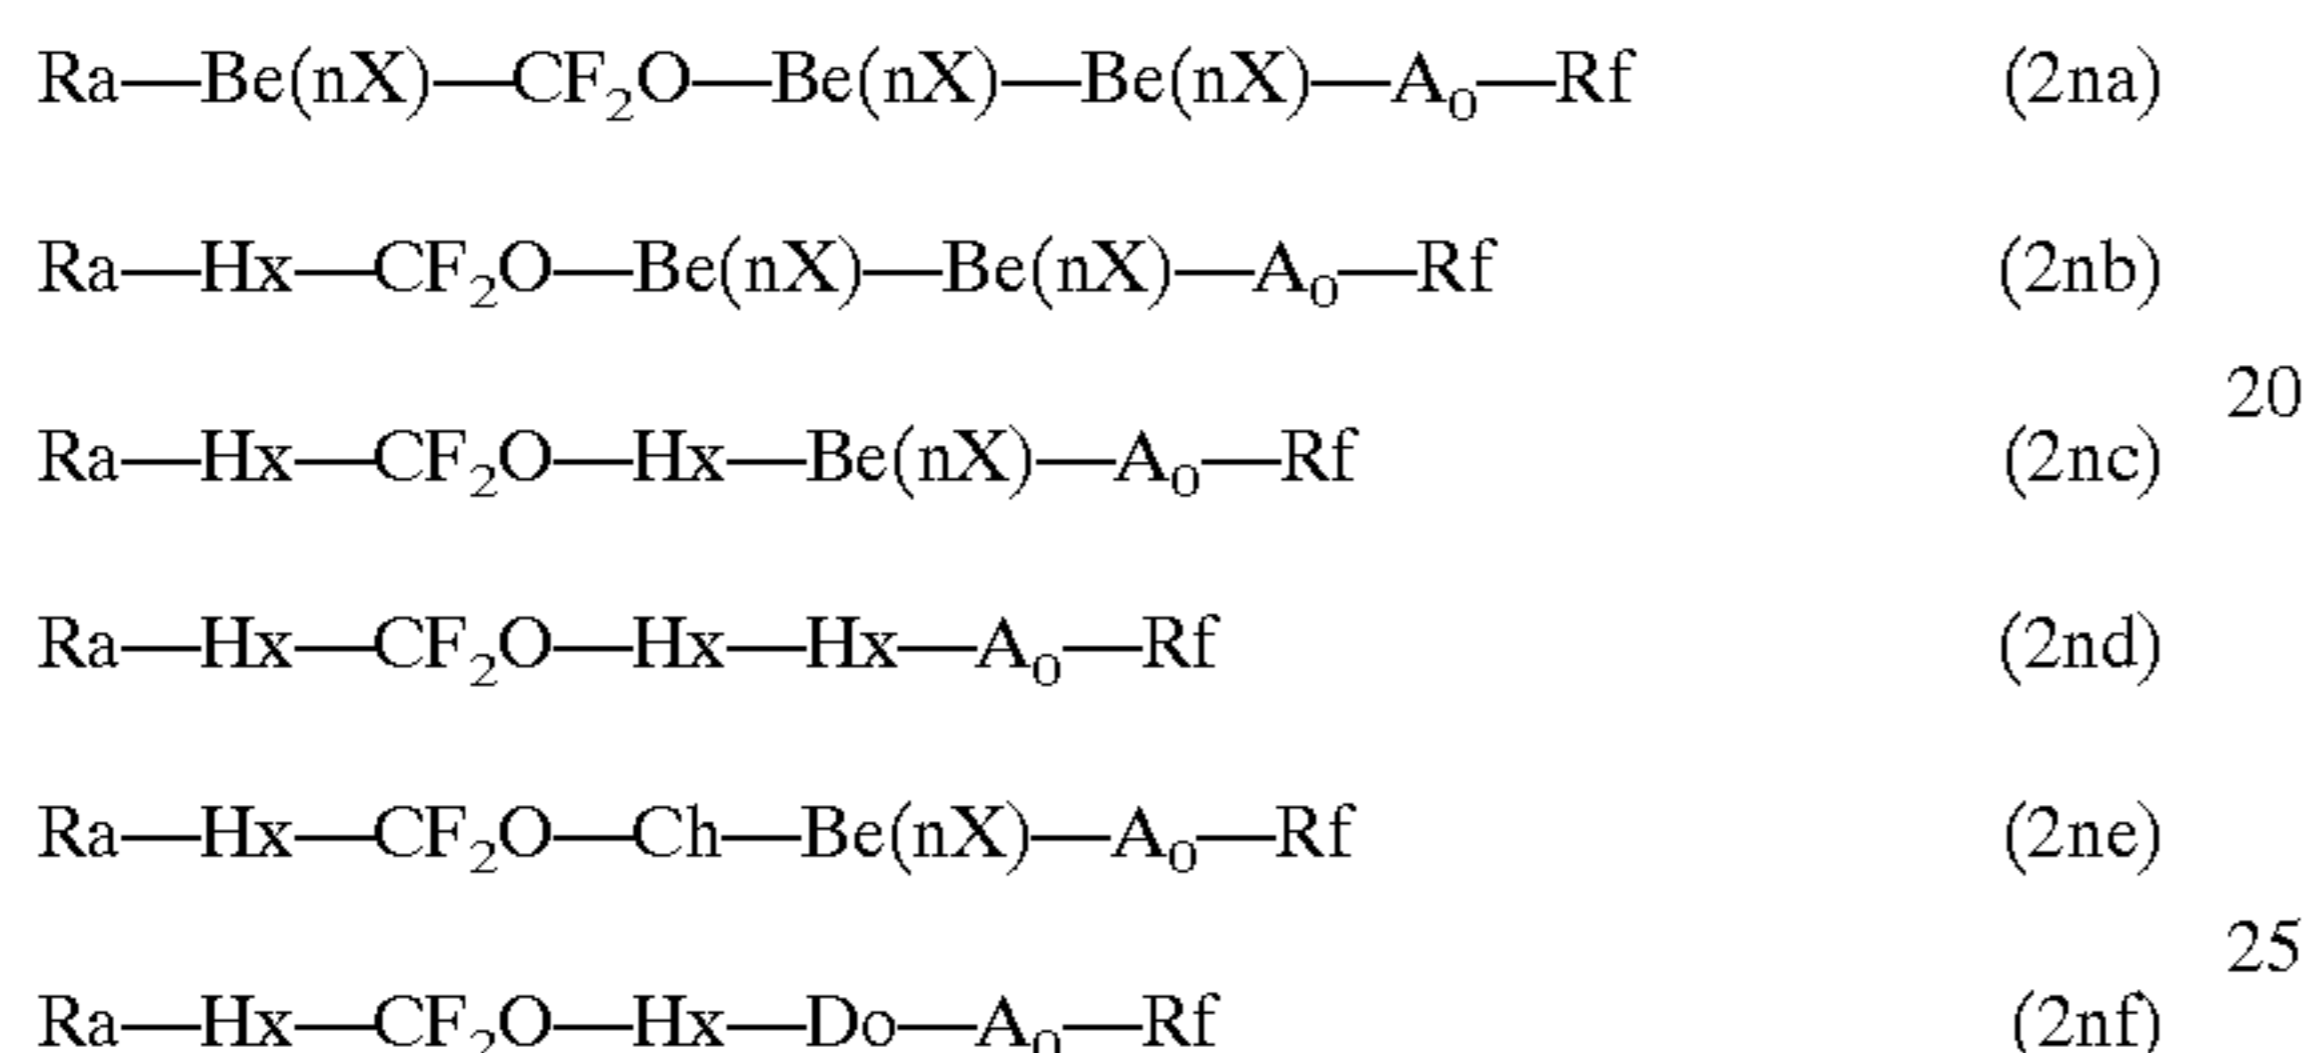 Ra—Be(nX)—CF₂O—Be(nX)—Be(nX)—A₀—Rf (2na)
Ra—Hx—CF₂O—Be(nX)—Be(nX)—A₀—Rf (2nb)
20
Ra—Hx—CF₂O—Hx—Be(nX)—A₀—Rf (2nc)
Ra—Hx—CF₂O—Hx—Hx—A₀—Rf (2nd)
Ra—Hx—CF₂O—Ch—Be(nX)—A₀—Rf (2ne)
25
Ra—Hx—CF₂O—Hx—Do—A₀—Rf (2nf)